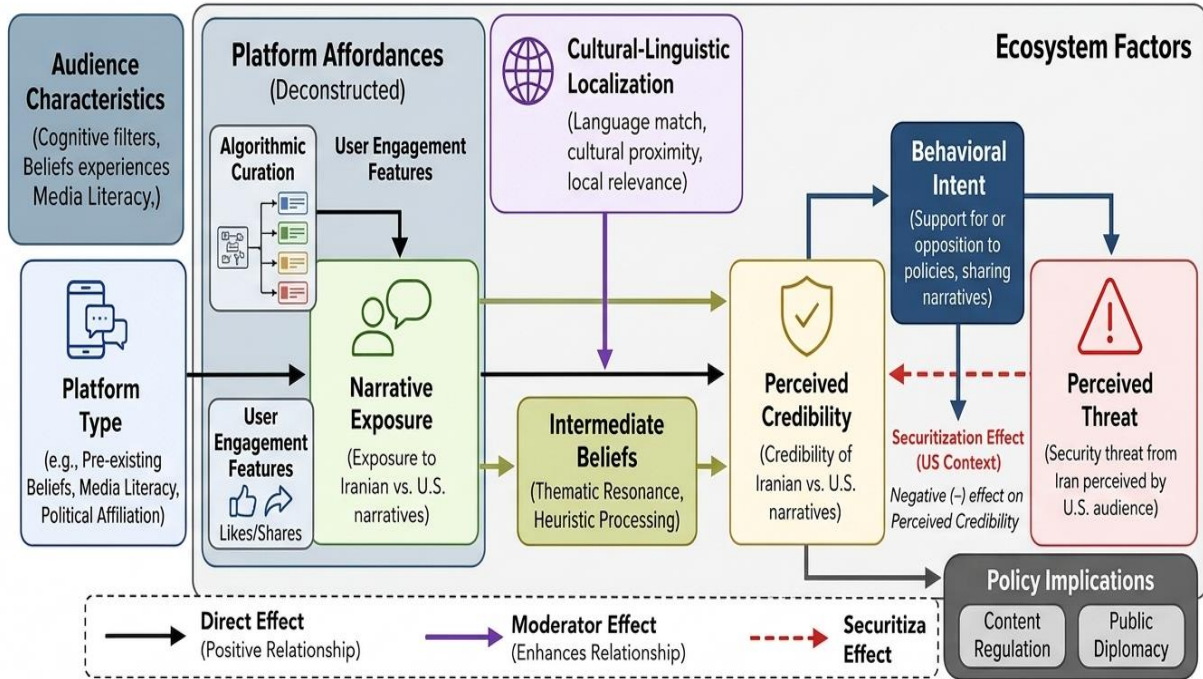 Audience
Characteristics
(Cognitive filters,
Beliefs experiences
Media Literacy,)
Platform
Type
(e.g., Pre-existing
Beliefs, Media Literacy,
Political Affiliation)
Platform Affordances
(Deconstructed)
Algorithmic
Curation
User Engagement
Features
User
Engagement
Features
Likes/Shares
Narrative
Exposure
(Exposure to
Iranian vs. U.S.
narratives)
Cultural-Linguistic
Localization
(Language match,
cultural proximity,
local relevance)
Intermediate
Beliefs
(Thematic Resonance,
Heuristic Processing)
Ecosystem Factors
Perceived
Credibility
(Credibility of
Iranian vs. U.S.
narratives)
Behavioral
Intent
(Support for or
opposition to
policies, sharing
narratives)
Securitization Effect
(US Context)
Negative (–) effect on
Perceived Credibility
Perceived
Threat
(Security threat from
Iran perceived by
U.S. audience)
Policy Implications
Content
Regulation
Public
Diplomacy
Direct Effect
(Positive Relationship)
Moderator Effect
(Enhances Relationship)
Securitiza
Effect